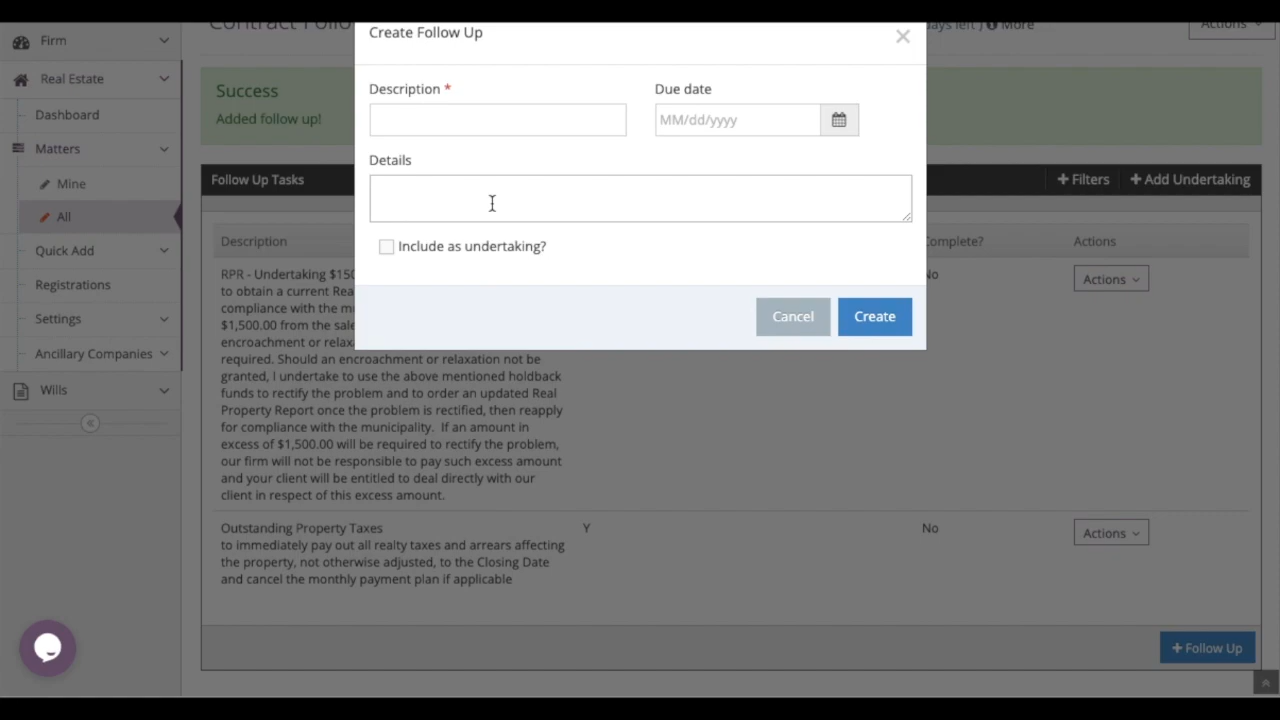 Firm
Real Estate
Dashboard
Matters
Mine
All
Quick Add
Registrations
Settings
Ancillary Companies
Wills
More
Actions
Success
Added follow up!
Follow Up Tasks
+ Filters
+ Add Undertaking
Description
Complete?
Actions
RPR - Undertaking $150
to obtain a current Rea
compliance with the mu
$1,500.00 from the sale
encroachment or relax
required. Should an encroachment or relaxation not be
granted, I undertake to use the above mentioned holdback
funds to rectify the problem and to order an updated Real
Property Report once the problem is rectified, then reapply
for compliance with the municipality. If an amount in
excess of $1,500.00 will be required to rectify the problem,
our firm will not be responsible to pay such excess amount
and your client will be entitled to deal directly with our
client in respect of this excess amount.
No
Actions
Outstanding Property Taxes
to immediately pay out all realty taxes and arrears affecting
the property, not otherwise adjusted, to the Closing Date
and cancel the monthly payment plan if applicable
Y
No
Actions
+ Follow Up
Create Follow Up
Description *
Due date
MM/dd/yyyy
Details
Include as undertaking?
Cancel
Create